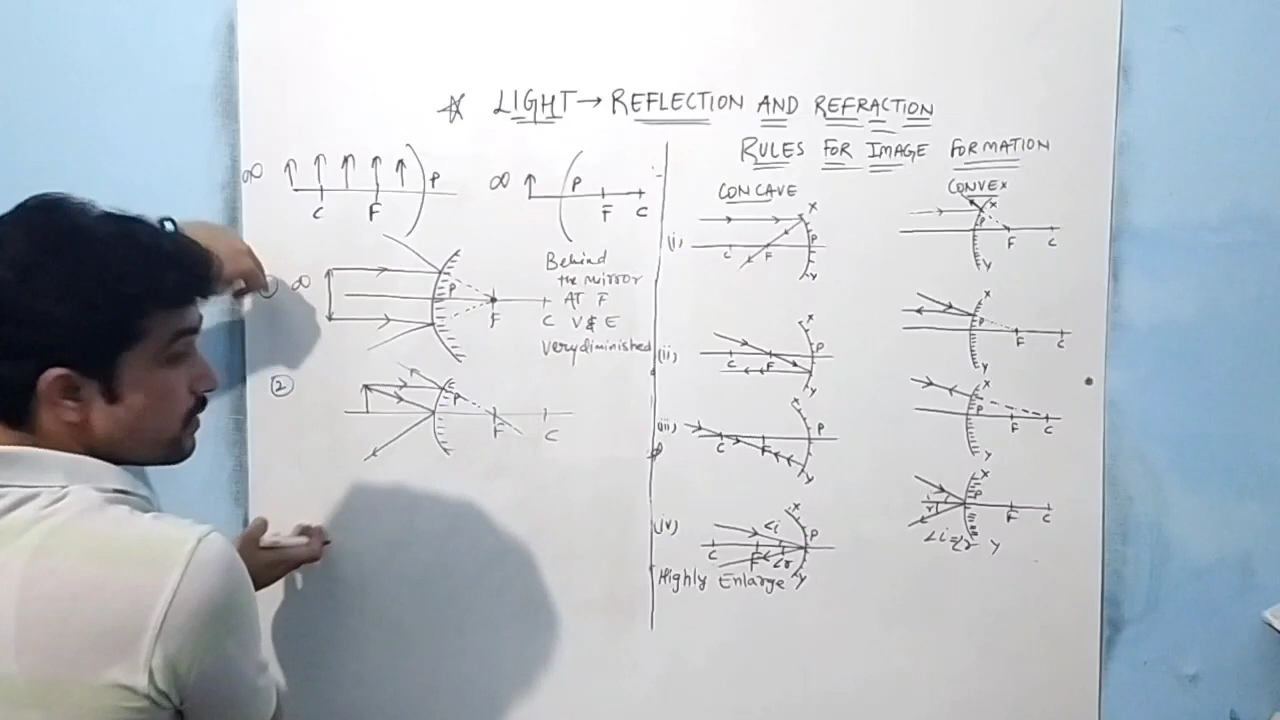 ☆ LIGHT → REFLECTION AND REFRACTION
∞ C F P
∞ P F C
① ∞ P F
Behind
the mirror
AT F
C V & E
Very diminished
② P F C
RULES FOR IMAGE FORMATION
CONCAVE
(i) C F P X Y
(ii) C F P X Y
(iii) C F P X Y
(iv) C F P X Y ∠i ∠r
Highly Enlarge
CONVEX
X P F C Y
X P F C Y
X P F C Y
X P F C i r
∠i=∠r Y